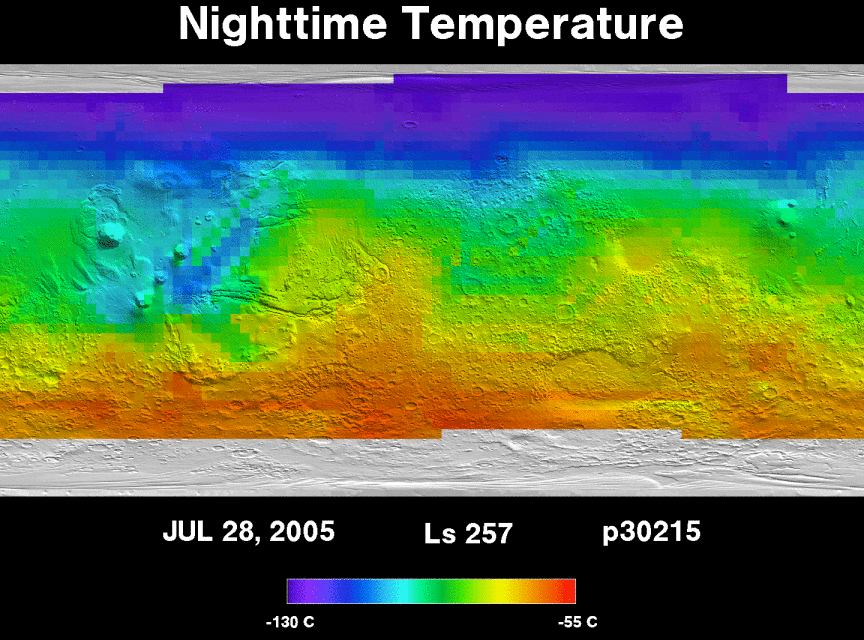 Nighttime Temperature
JUL 28, 2005 Ls 257 p30215
-130 C -55 C